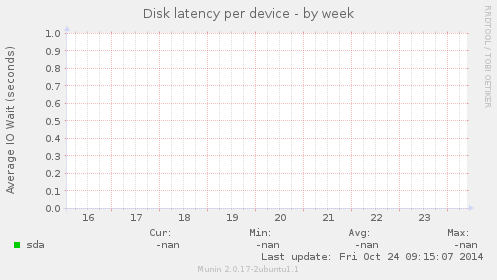 Disk latency per device - by week
RRDTOOL / TOBI OETIKER
Average IO Wait (seconds)
1.0
0.9
0.8
0.7
0.6
0.5
0.4
0.3
0.2
0.1
0.0
16 17 18 19 20 21 22 23
Cur: Min: Avg: Max:
sda -nan -nan -nan -nan
Last update: Fri Oct 24 09:15:07 2014
Munin 2.0.17-2ubuntu1.1